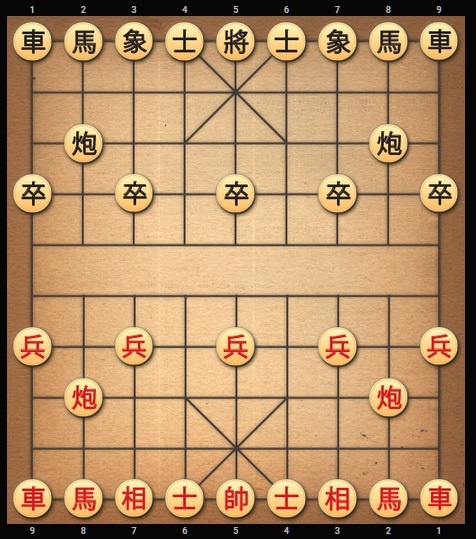 1 2 3 4 5 6 7 8 9
車 馬 象 士 將 士 象 馬 車
炮 炮
卒 卒 卒 卒 卒
兵 兵 兵 兵 兵
炮 炮
車 馬 相 士 帥 士 相 馬 車
9 8 7 6 5 4 3 2 1